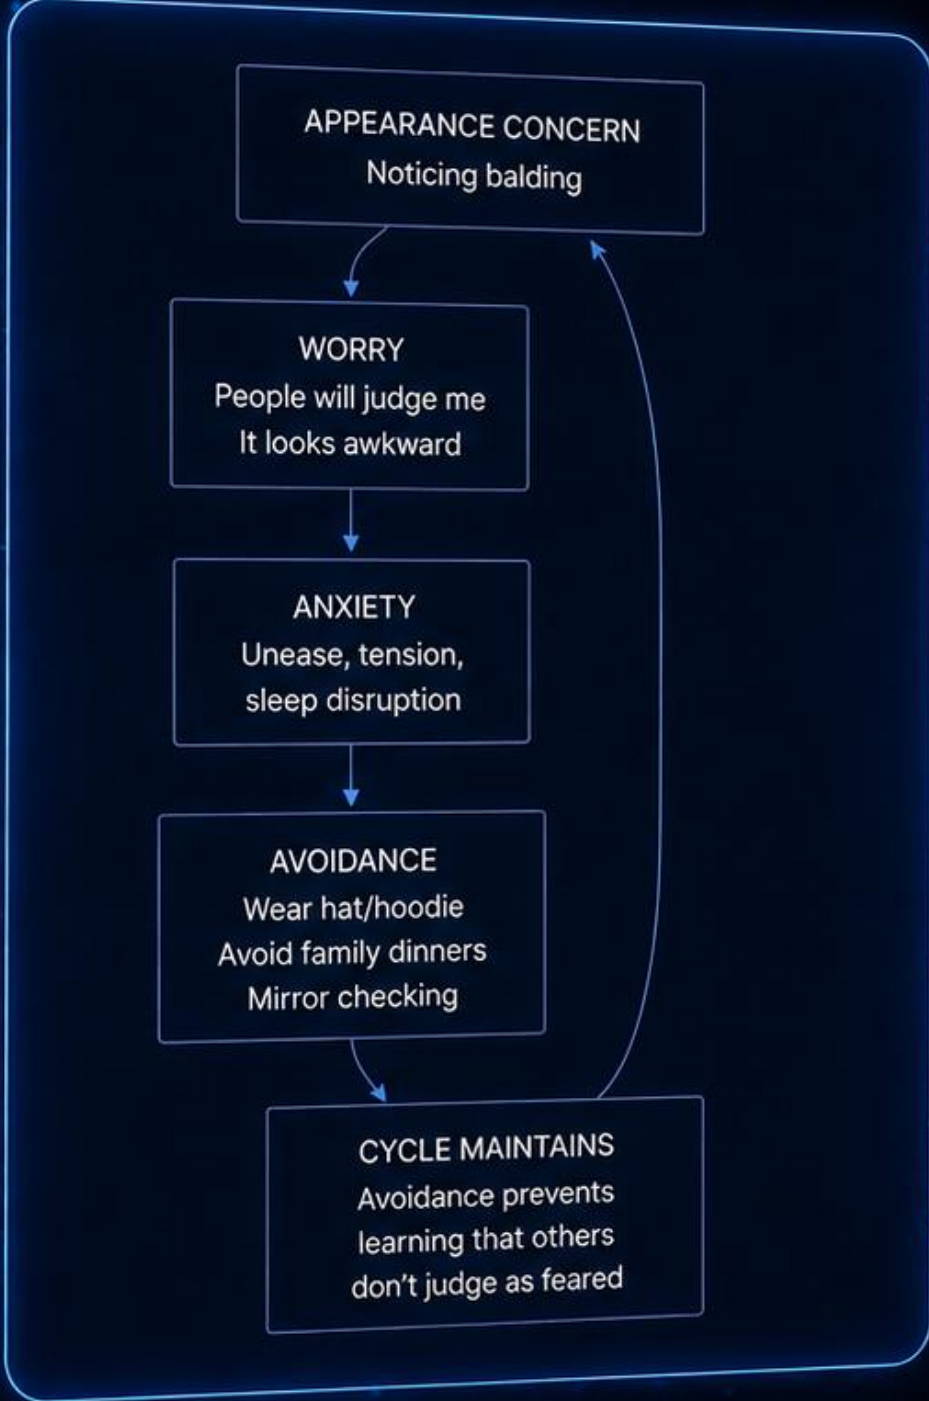 APPEARANCE CONCERN
Noticing balding
WORRY
People will judge me
It looks awkward
ANXIETY
Unease, tension,
sleep disruption
AVOIDANCE
Wear hat/hoodie
Avoid family dinners
Mirror checking
CYCLE MAINTAINS
Avoidance prevents
learning that others
don't judge as feared